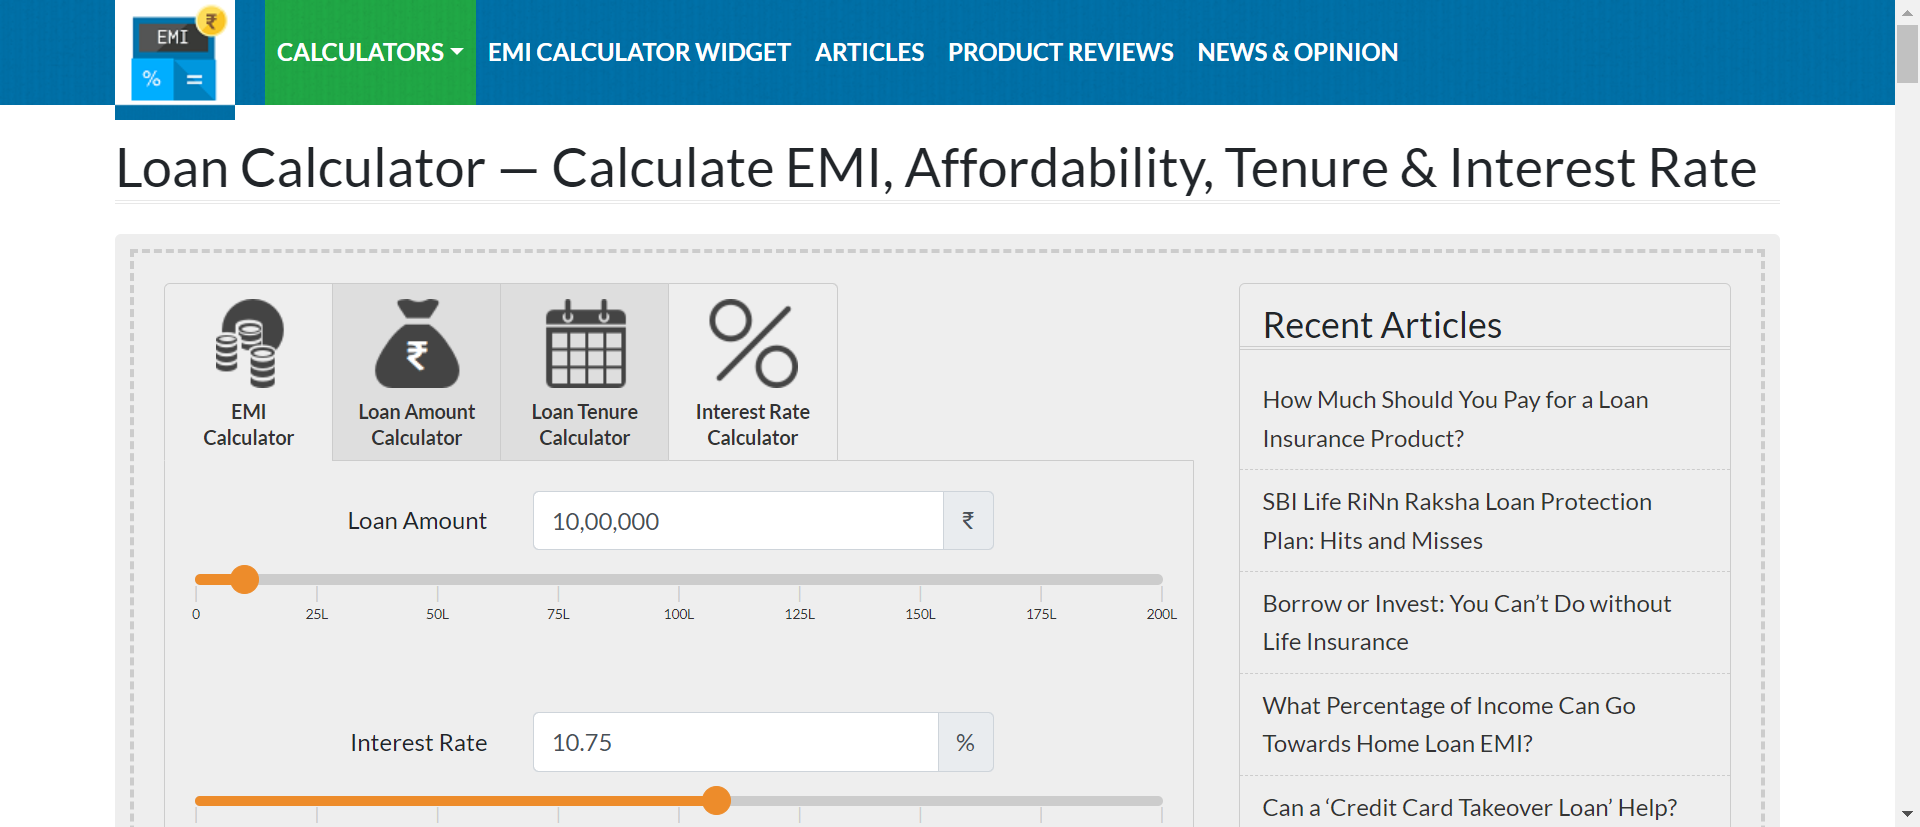 EMI
₹
%
=
CALCULATORS
EMI CALCULATOR WIDGET
ARTICLES
PRODUCT REVIEWS
NEWS & OPINION
Loan Calculator — Calculate EMI, Affordability, Tenure & Interest Rate
EMI
Calculator
₹
Loan Amount
Calculator
Loan Tenure
Calculator
Interest Rate
Calculator
Loan Amount
10,00,000
₹
0
25L
50L
75L
100L
125L
150L
175L
200L
Interest Rate
10.75
%
Recent Articles
How Much Should You Pay for a Loan
Insurance Product?
SBI Life RiNn Raksha Loan Protection
Plan: Hits and Misses
Borrow or Invest: You Can’t Do without
Life Insurance
What Percentage of Income Can Go
Towards Home Loan EMI?
Can a ‘Credit Card Takeover Loan’ Help?